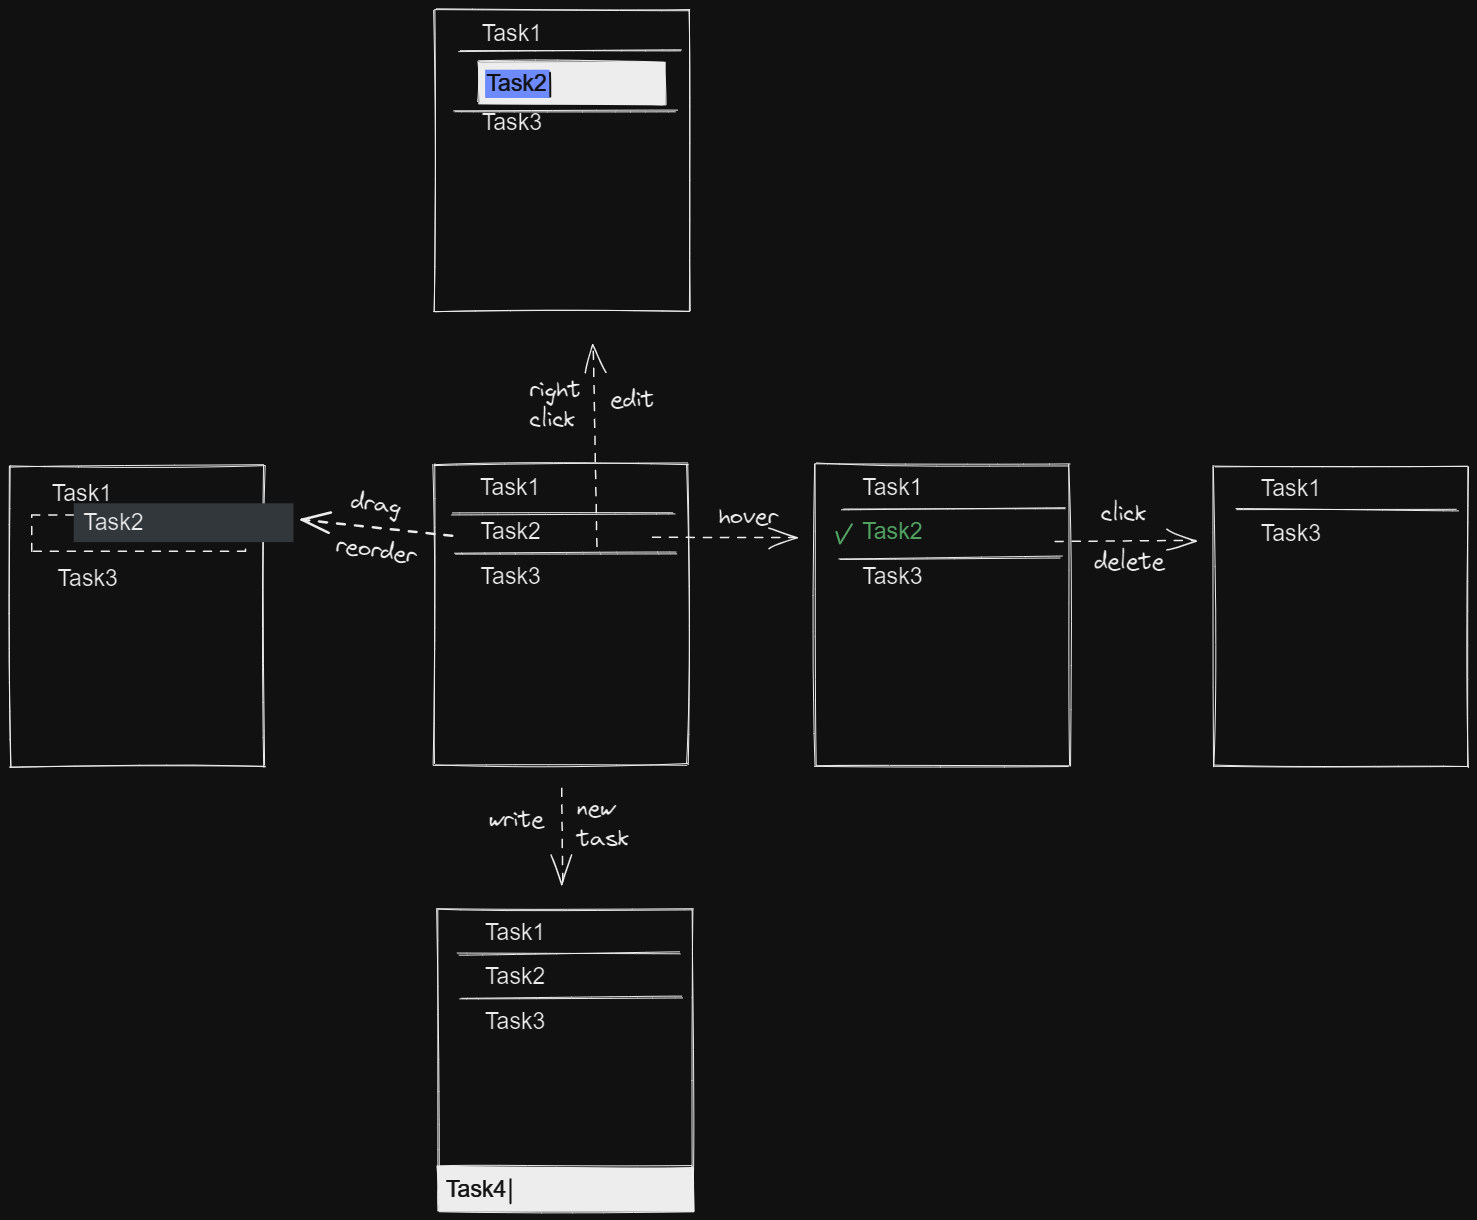 Task1
Task2
Task3
right
click
edit
Task1
Task2
Task3
drag
reorder
Task1
Task2
Task3
hover
Task1
✓ Task2
Task3
click
delete
Task1
Task3
write
new
task
Task1
Task2
Task3
Task4